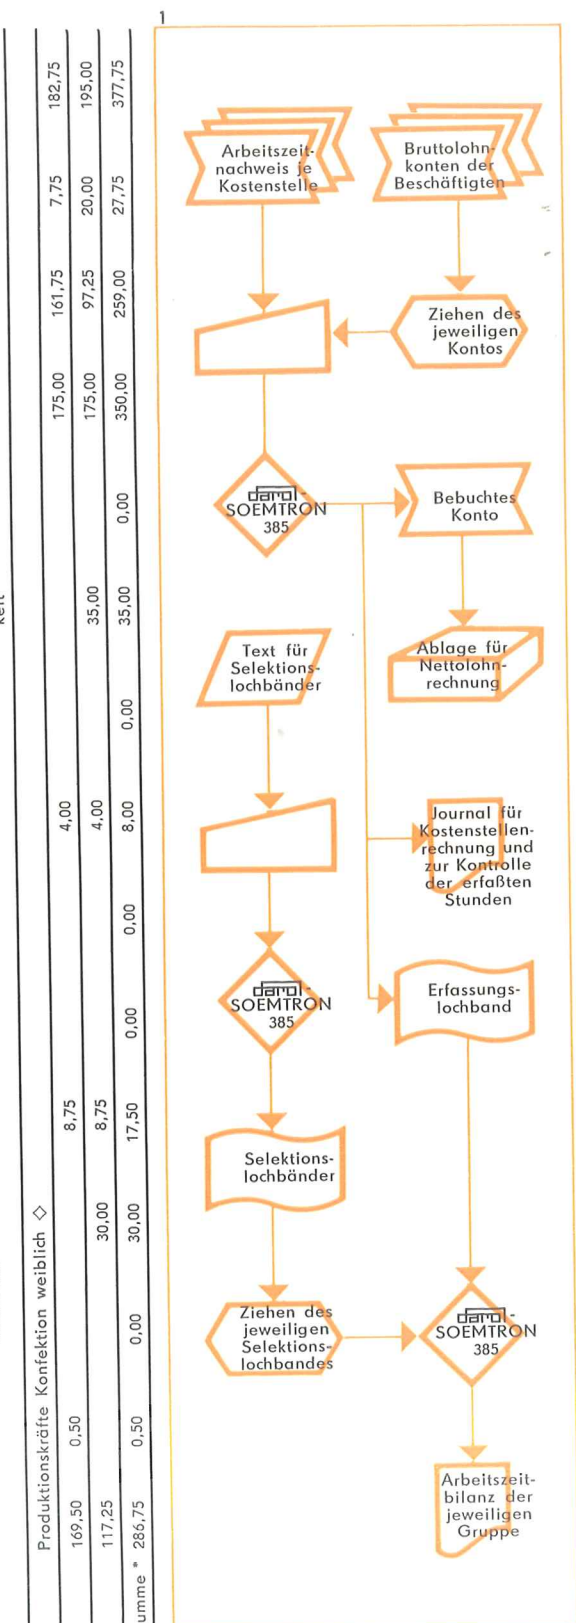 keit
Produktionskräfte Konfektion weiblich ◇
169,50 0,50 8,75 4,00 175,00 161,75 7,75 182,75
117,25 30,00 8,75 4,00 35,00 175,00 97,25 20,00 195,00
umme * 286,75 0,50 0,00 30,00 17,50 0,00 0,00 8,00 0,00 35,00 0,00 350,00 259,00 27,75 377,75
1
Arbeitszeit-
nachweis je
Kostenstelle
Bruttolohn-
konten der
Beschäftigten
Ziehen des
jeweiligen
Kontos
daro-
SOEMTRON
385
Bebuchtes
Konto
Text für
Selektions-
lochbänder
Ablage für
Nettolohn-
rechnung
Journal für
Kostenstellen-
rechnung und
zur Kontrolle
der erfaßten
Stunden
daro-
SOEMTRON
385
Erfassungs-
lochband
Selektions-
lochbänder
Ziehen des
jeweiligen
Selektions-
lochbandes
daro-
SOEMTRON
385
Arbeitszeit-
bilanz der
jeweiligen
Gruppe